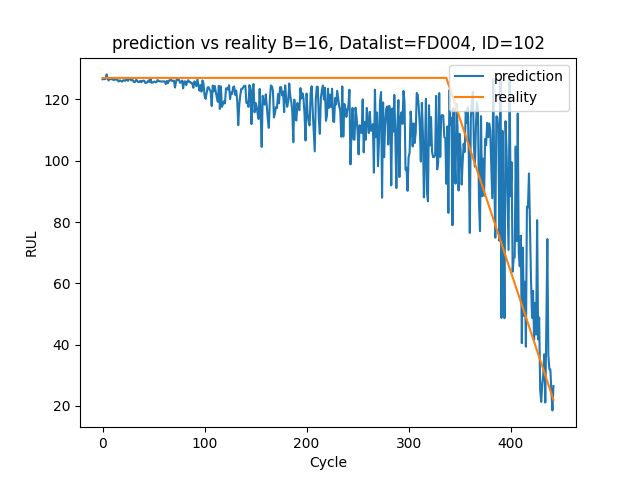 prediction vs reality B=16, Datalist=FD004, ID=102
prediction
reality
120
100
80
60
40
20
RUL
0
100
200
300
400
Cycle